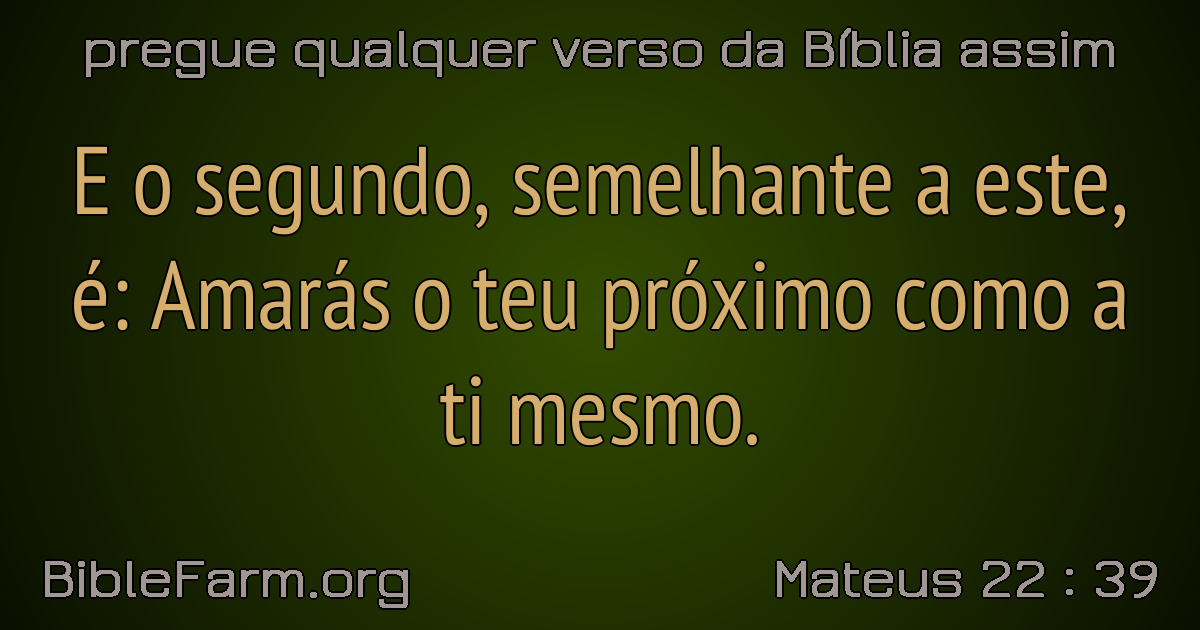 pregue qualquer verso da Bíblia assim
E o segundo, semelhante a este,
é: Amarás o teu próximo como a
ti mesmo.
BibleFarm.org
Mateus 22 : 39